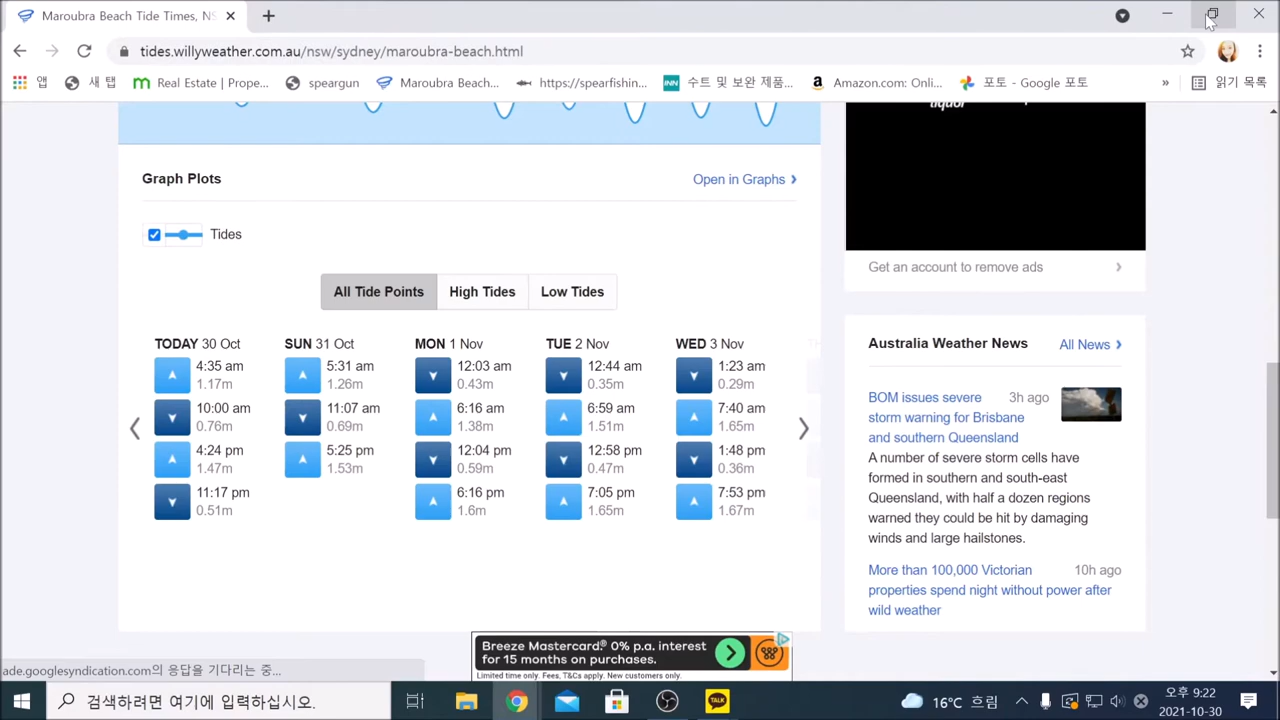 Maroubra Beach Tide Times, NS
tides.willyweather.com.au/nsw/sydney/maroubra-beach.html
앱 새 탭 Real Estate | Prope... speargun Maroubra Beach... https://spearfishin... INN 수트 및 보완 제품... Amazon.com: Onli... 포토 - Google 포토 » 읽기 목록
liquor
Graph Plots
Open in Graphs
Tides
Get an account to remove ads
All Tide Points High Tides Low Tides
TODAY 30 Oct
4:35 am
1.17m
10:00 am
0.76m
4:24 pm
1.47m
11:17 pm
0.51m
SUN 31 Oct
5:31 am
1.26m
11:07 am
0.69m
5:25 pm
1.53m
MON 1 Nov
12:03 am
0.43m
6:16 am
1.38m
12:04 pm
0.59m
6:16 pm
1.6m
TUE 2 Nov
12:44 am
0.35m
6:59 am
1.51m
12:58 pm
0.47m
7:05 pm
1.65m
WED 3 Nov
1:23 am
0.29m
7:40 am
1.65m
1:48 pm
0.36m
7:53 pm
1.67m
Australia Weather News
All News
BOM issues severe 3h ago
storm warning for Brisbane
and southern Queensland
A number of severe storm cells have
formed in southern and south-east
Queensland, with half a dozen regions
warned they could be hit by damaging
winds and large hailstones.
More than 100,000 Victorian 10h ago
properties spend night without power after
wild weather
Breeze Mastercard® 0% p.a. interest
for 15 months on purchases.
Limited time only. Fees, T&Cs apply. New customers only.
ade.googlesyndication.com의 응답을 기다리는 중...
검색하려면 여기에 입력하십시오.
TALK
16°C 흐림
오후 9:22
2021-10-30